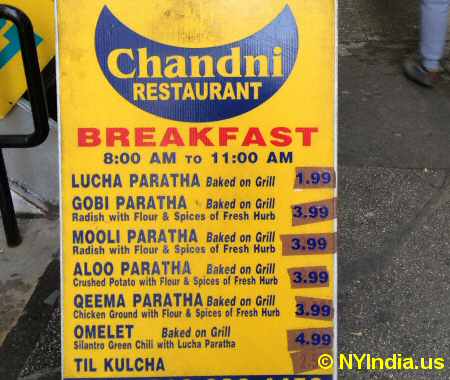 Chandni
RESTAURANT
BREAKFAST
8:00 AM TO 11:00 AM
LUCHA PARATHA Baked on Grill 1.99
GOBI PARATHA Baked on Grill 3.99
Radish with Flour & Spices of Fresh Hurb
MOOLI PARATHA Baked on Grill 3.99
Radish with Flour & Spices of Fresh Hurb
ALOO PARATHA Baked on Grill 3.99
Crushed Potato with Flour & Spices of Fresh Hurb
QEEMA PARATHA Baked on Grill 3.99
Chicken Ground with Flour & Spices of Fresh Hurb
OMELET Baked on Grill 4.99
Silantro Green Chili with Lucha Paratha
TIL KULCHA
© NYIndia.us